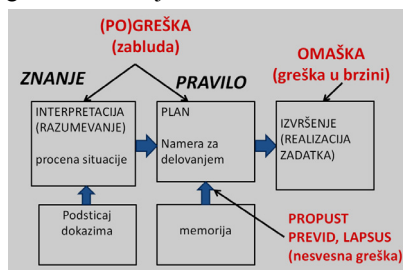 (PO)GREŠKA
(zabluda)
OMAŠKA
(greška u brzini)
ZNANJE
PRAVILO
INTERPRETACIJA
(RAZUMEVANJE)
procena situacije
PLAN
Namera za
delovanjem
IZVRŠENJE
(REALIZACIJA
ZADATKA)
Podsticaj
dokazima
memorija
PROPUST
PREVID, LAPSUS
(nesvesna greška)